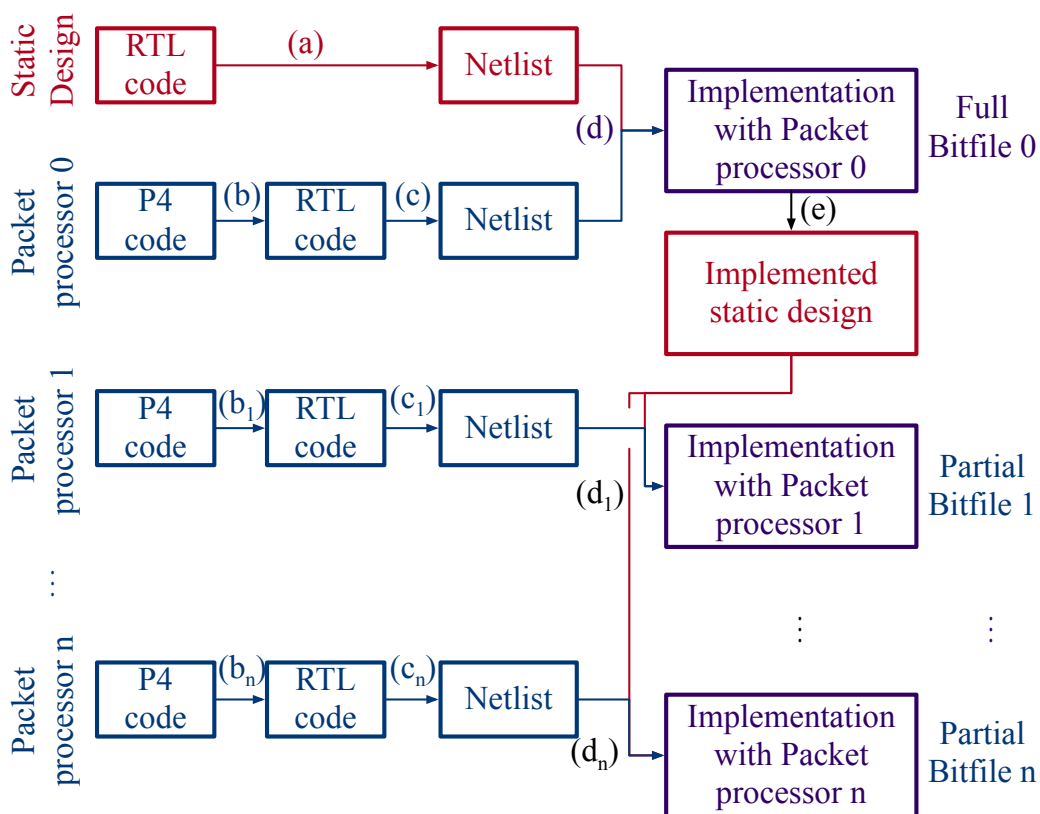 Static
Design
RTL
code
(a)
Netlist
(d)
Implementation
with Packet
processor 0
Full
Bitfile 0
Packet
processor 0
P4
code
(b)
RTL
code
(c)
Netlist
(e)
Implemented
static design
Packet
processor 1
P4
code
(b1)
RTL
code
(c1)
Netlist
(d1)
Implementation
with Packet
processor 1
Partial
Bitfile 1
...
...
...
Packet
processor n
P4
code
(bn)
RTL
code
(cn)
Netlist
(dn)
Implementation
with Packet
processor n
Partial
Bitfile n